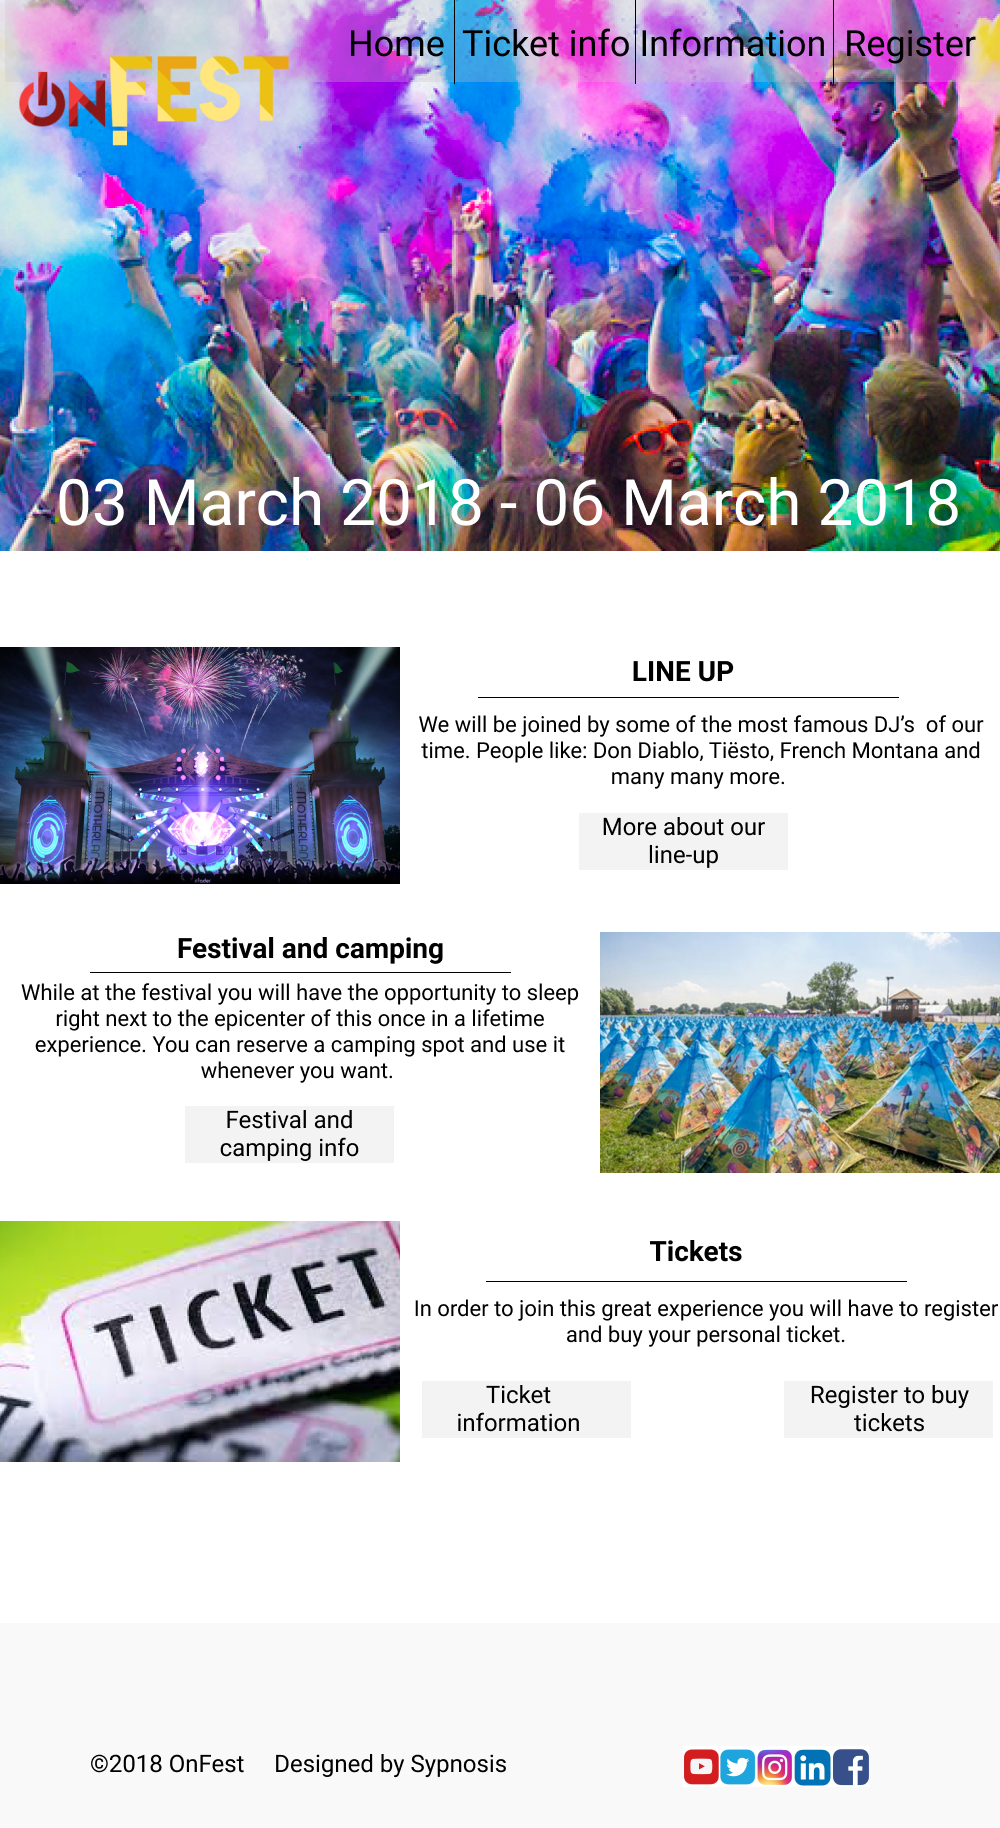 Home Ticket info Information Register
ONFEST
03 March 2018 - 06 March 2018
MOTHERLAND
MOTHERLAND
LINE UP
We will be joined by some of the most famous DJ’s  of our
time. People like: Don Diablo, Tiësto, French Montana and
many many more.
More about our
line-up
Festival and camping
While at the festival you will have the opportunity to sleep
right next to the epicenter of this once in a lifetime
experience. You can reserve a camping spot and use it
whenever you want.
Festival and
camping info
info
TICKET
Tickets
In order to join this great experience you will have to register
and buy your personal ticket.
Ticket
information
Register to buy
tickets
©2018 OnFest Designed by Sypnosis
in
f